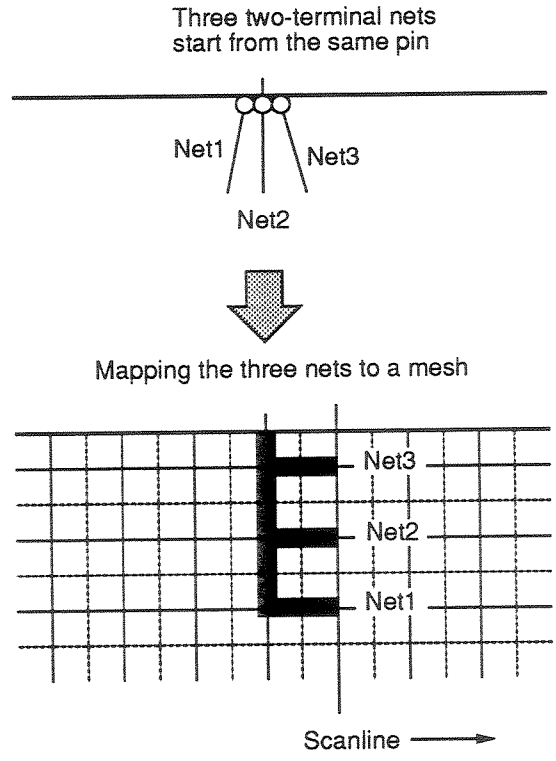 Three two-terminal nets
start from the same pin
Net1
Net3
Net2
Mapping the three nets to a mesh
Net3
Net2
Net1
Scanline